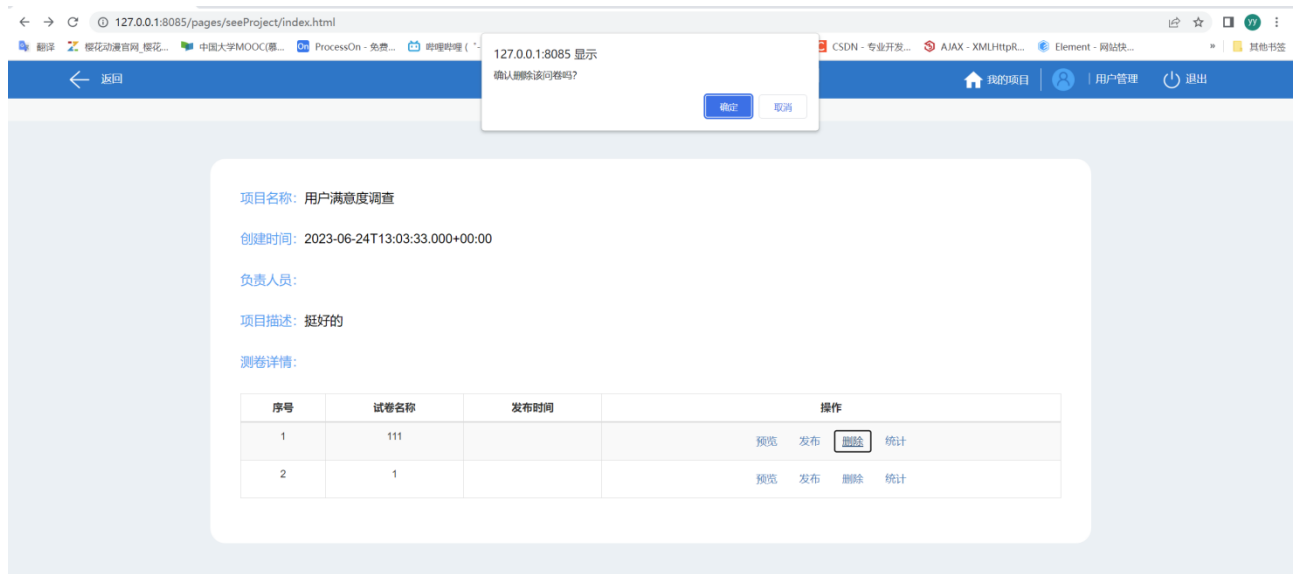 127.0.0.1:8085/pages/seeProject/index.html
yy
翻译 樱花动漫官网_樱花... 中国大学MOOC(慕... On ProcessOn - 免费... 哔哩哔哩 ( ゜- CSDN - 专业开发... AJAX - XMLHttpR... Element - 网站快... » 其他书签
127.0.0.1:8085 显示
确认删除该问卷吗?
确定 取消
返回 我的项目 用户管理 退出
项目名称: 用户满意度调查
创建时间: 2023-06-24T13:03:33.000+00:00
负责人员:
项目描述: 挺好的
测卷详情:
序号 试卷名称 发布时间 操作
1 111 预览 发布 删除 统计
2 1 预览 发布 删除 统计